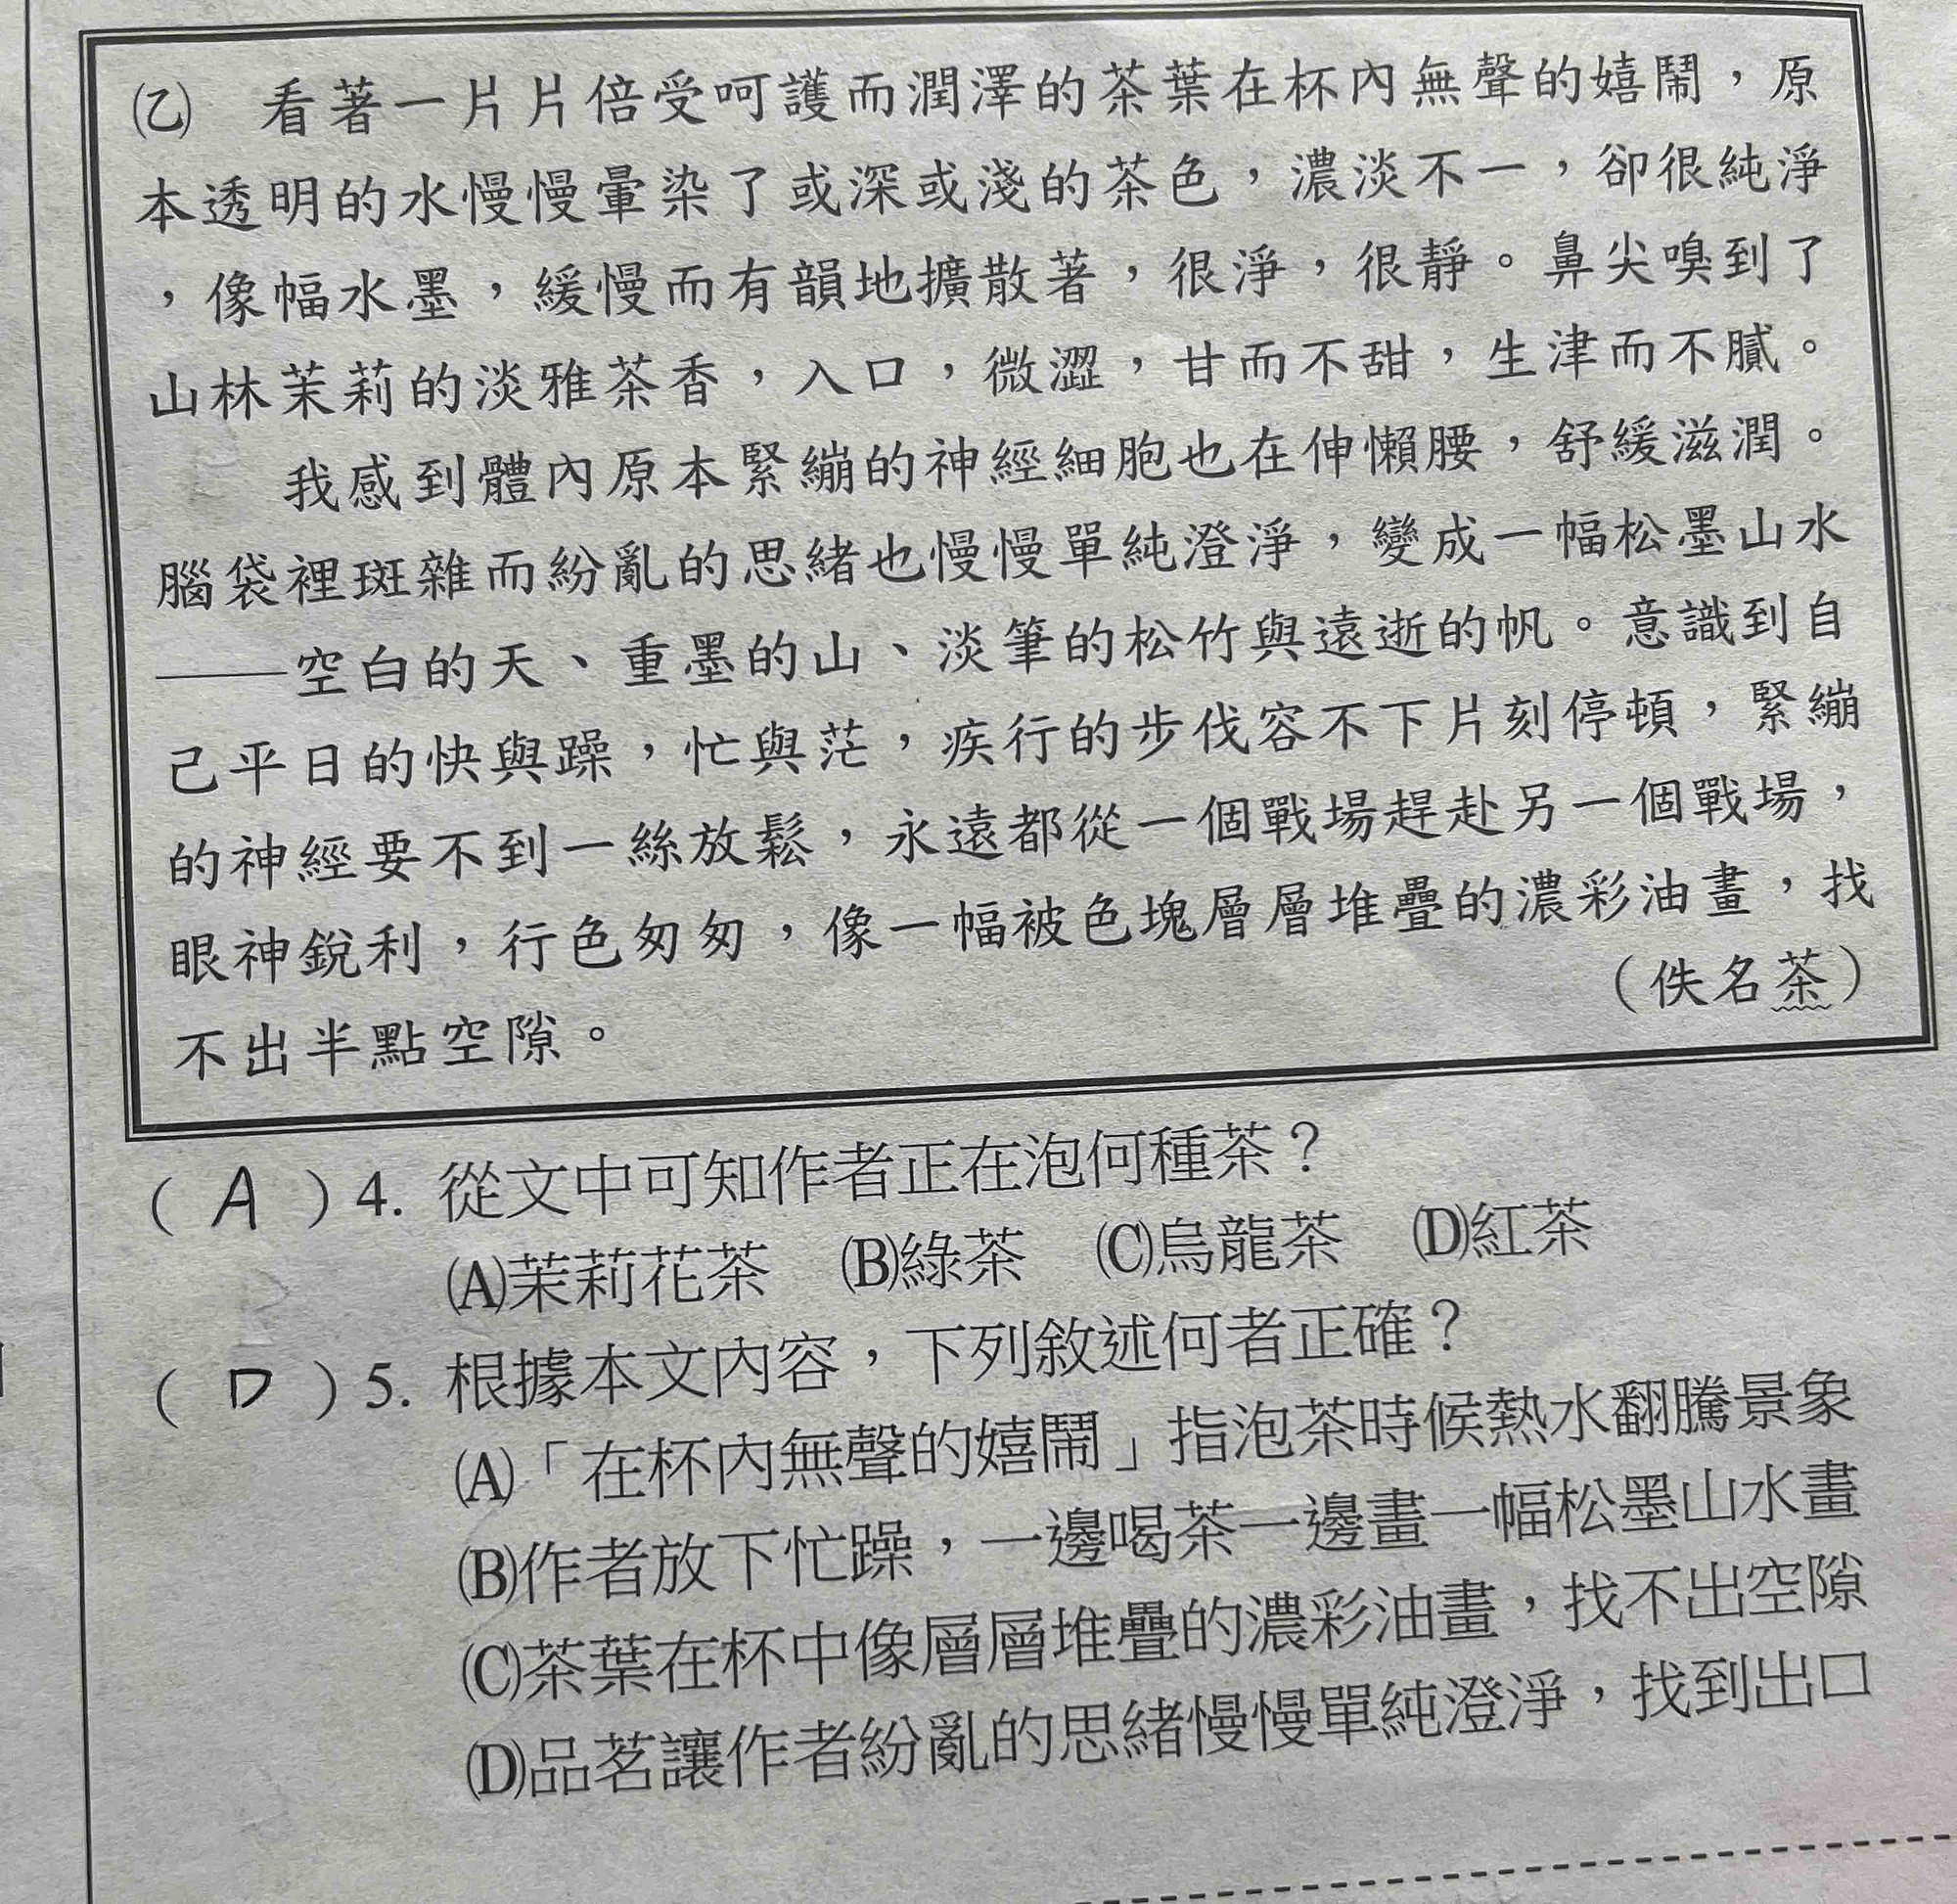 ㈡ 看著一片片倍受呵護而潤澤的茶葉在杯內無聲的嬉鬧，原
本透明的水慢慢暈染了或深或淺的茶色，濃淡不一，卻很純淨
，像幅水墨，緩慢而有韻地擴散著，很淨，很靜。鼻尖嗅到了
山林茉莉的淡雅茶香，入口，微澀，甘而不甜，生津而不膩。
我感到體內原本緊繃的神經細胞也在伸懶腰，舒緩滋潤。
腦袋裡斑雜而紛亂的思緒也慢慢單純澄淨，變成一幅松墨山水
——空白的天、重墨的山、淡筆的松竹與遠逝的帆。意識到自
己平日的快與躁，忙與茫，疾行的步伐容不下片刻停頓，緊繃
的神經要不到一絲放鬆，永遠都從一個戰場趕赴另一個戰場，
眼神銳利，行色匆匆，像一幅被色塊層層堆疊的濃彩油畫，找
不出半點空隙。
（佚名茶）
（ A ）4. 從文中可知作者正在泡何種茶？
(A)茉莉花茶 (B)綠茶 (C)烏龍茶 (D)紅茶
（ D ）5. 根據本文內容，下列敘述何者正確？
(A)「在杯內無聲的嬉鬧」指泡茶時候熱水翻騰景象
(B)作者放下忙躁，一邊喝茶一邊畫一幅松墨山水畫
(C)茶葉在杯中像層層堆疊的濃彩油畫，找不出空隙
(D)品茗讓作者紛亂的思緒慢慢單純澄淨，找到出口